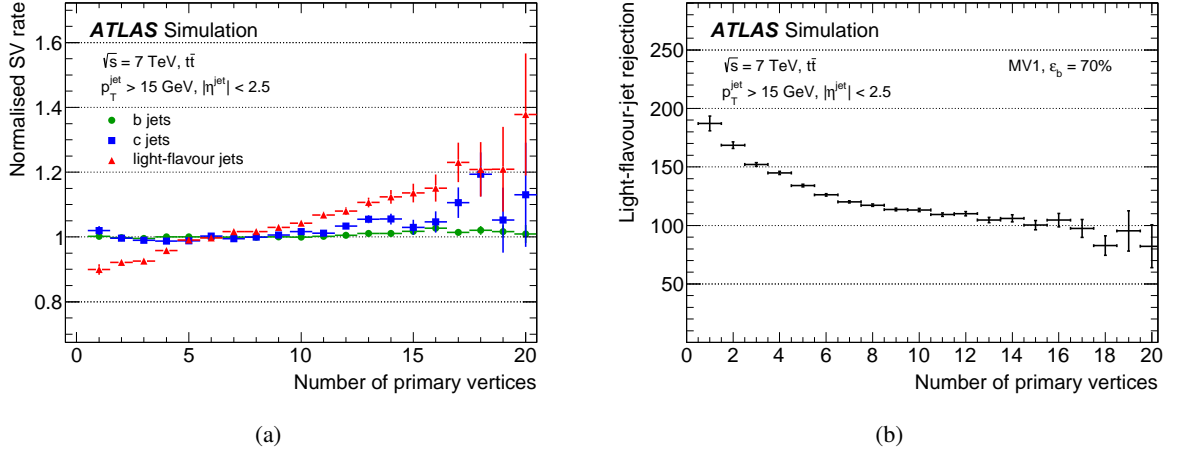 ATLAS Simulation
√s = 7 TeV, tt̄
p_T^jet > 15 GeV, |η^jet| < 2.5
b jets
c jets
light-flavour jets
Normalised SV rate
1.6
1.4
1.2
1
0.8
0 5 10 15 20
Number of primary vertices
(a)
ATLAS Simulation
√s = 7 TeV, tt̄
MV1, ε_b = 70%
p_T^jet > 15 GeV, |η^jet| < 2.5
Light-flavour-jet rejection
250
200
150
100
50
0 2 4 6 8 10 12 14 16 18 20
Number of primary vertices
(b)